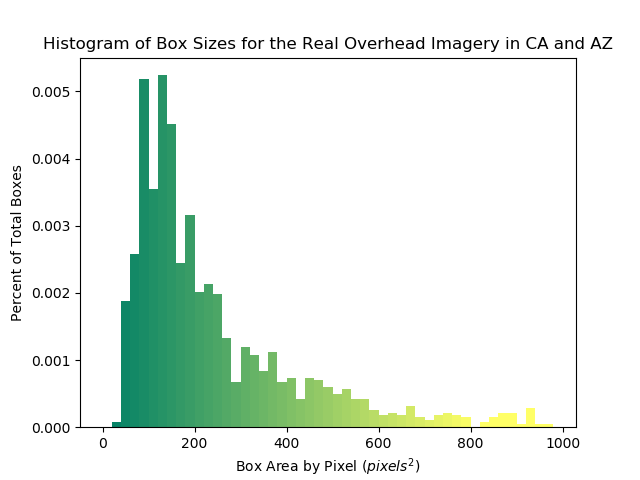 Histogram of Box Sizes for the Real Overhead Imagery in CA and AZ
Percent of Total Boxes
0.005
0.004
0.003
0.002
0.001
0.000
0 200 400 600 800 1000
Box Area by Pixel (pixels²)